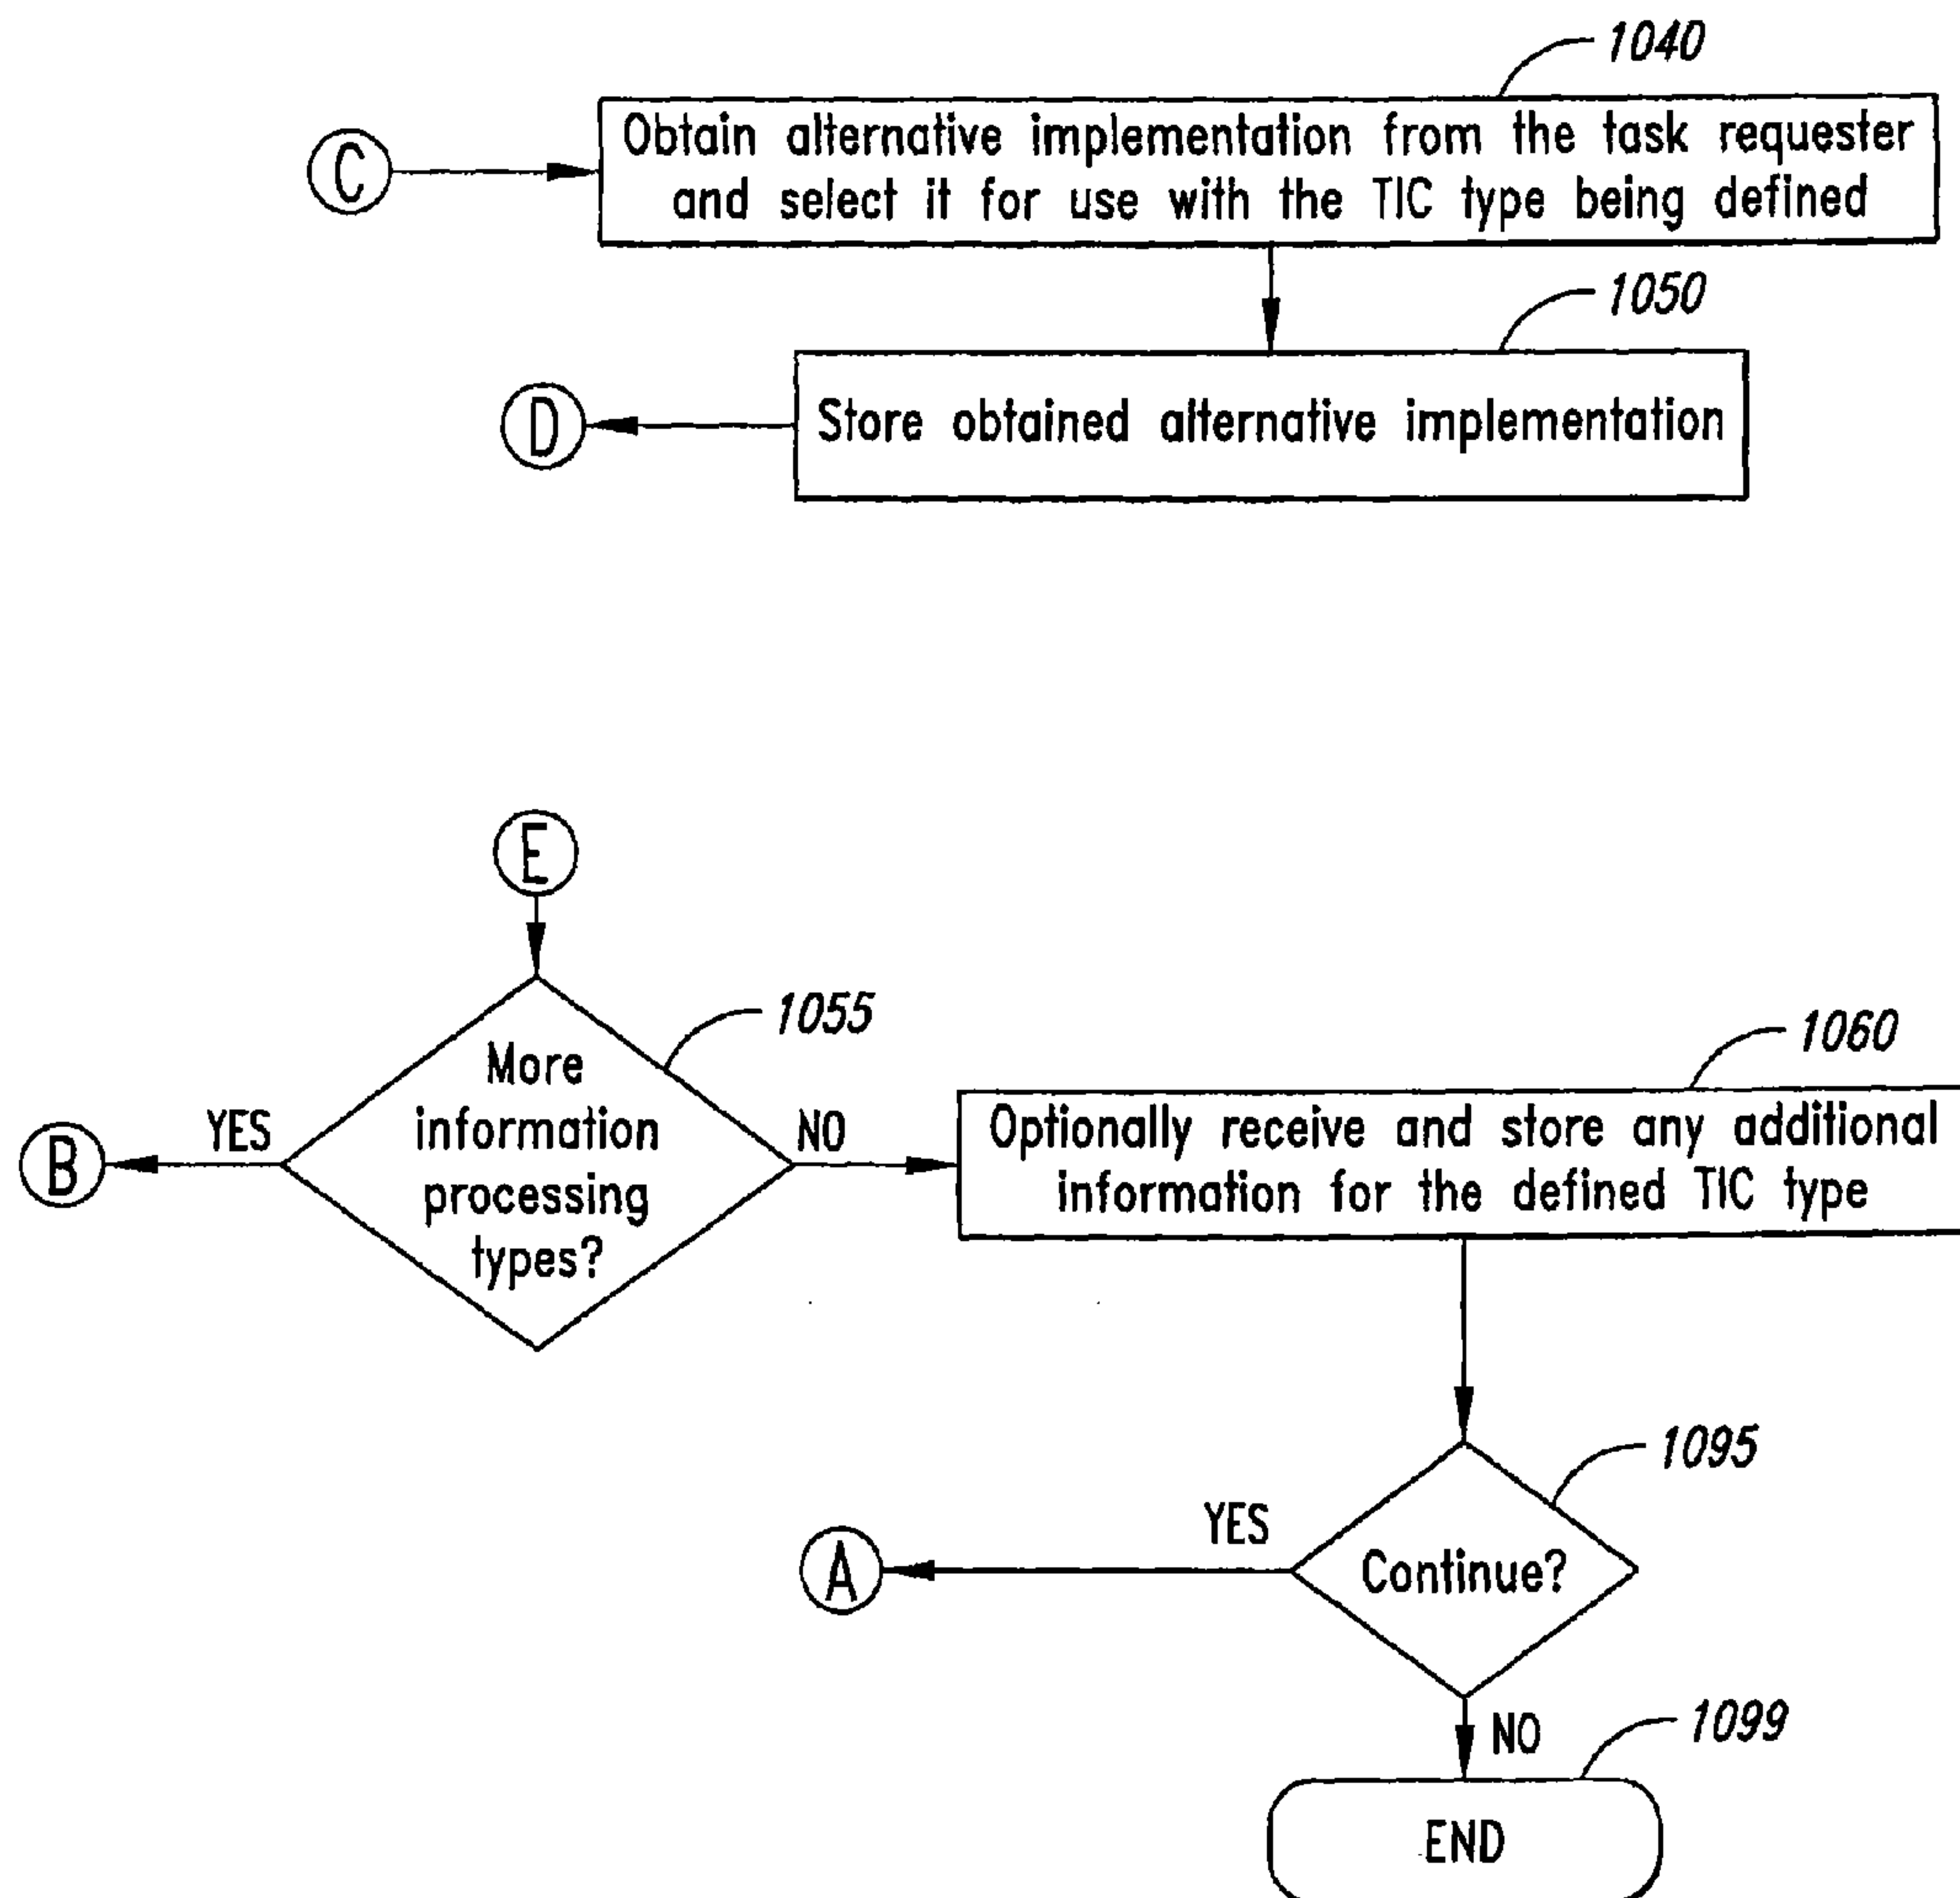 1040
C
Obtain alternative implementation from the task requester
and select it for use with the TIC type being defined
1050
D
Store obtained alternative implementation
E
1055
More
information
processing
types?
YES
B
NO
1060
Optionally receive and store any additional
information for the defined TIC type
1095
YES
A
Continue?
NO
1099
END